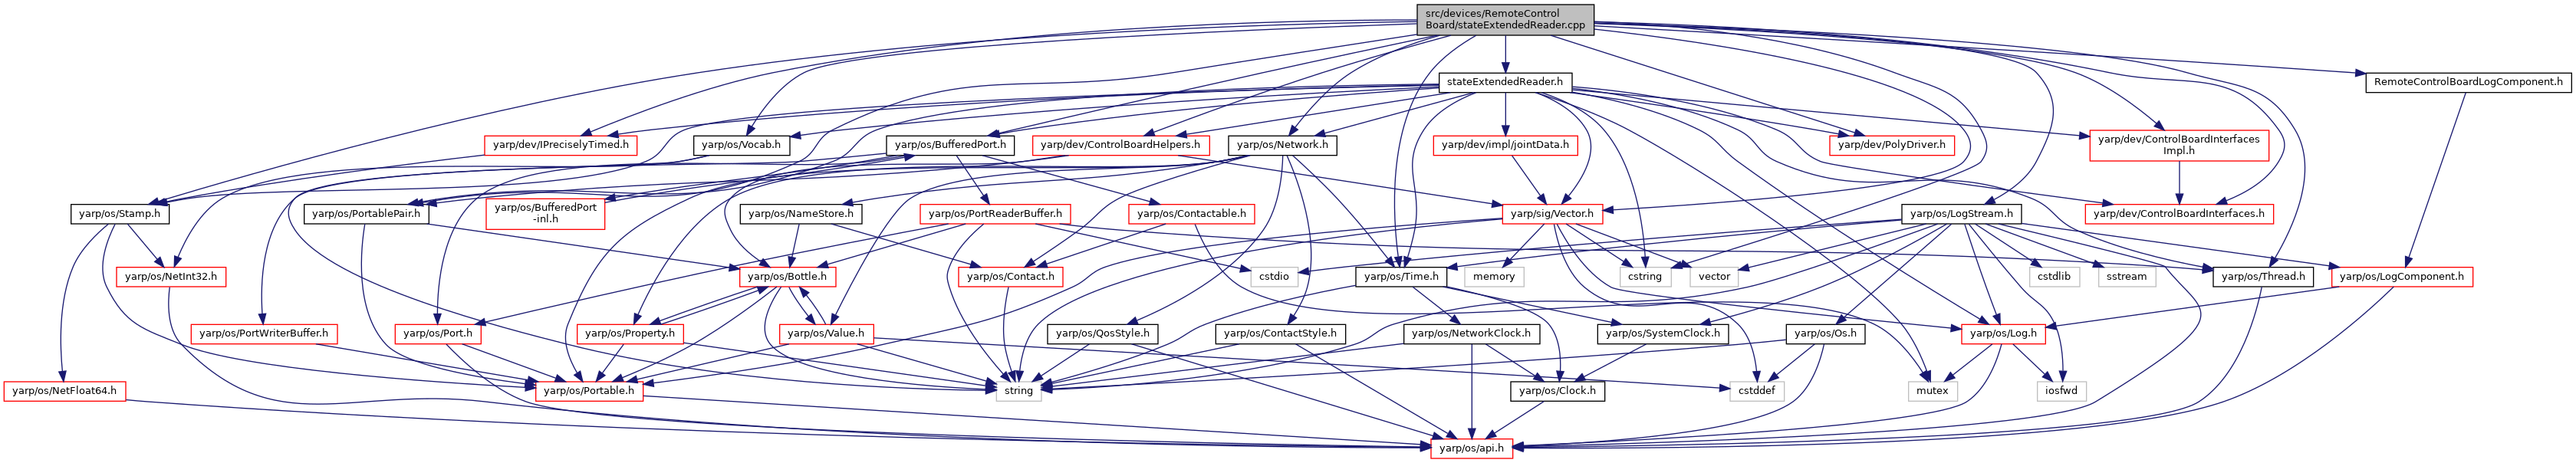 src/devices/RemoteControl
Board/stateExtendedReader.cpp
stateExtendedReader.h
RemoteControlBoardLogComponent.h
yarp/dev/IPreciselyTimed.h
yarp/os/Vocab.h
yarp/os/BufferedPort.h
yarp/dev/ControlBoardHelpers.h
yarp/os/Network.h
yarp/dev/impl/jointData.h
yarp/dev/PolyDriver.h
yarp/dev/ControlBoardInterfaces
Impl.h
yarp/os/Stamp.h
yarp/os/PortablePair.h
yarp/os/BufferedPort
-inl.h
yarp/os/NameStore.h
yarp/os/PortReaderBuffer.h
yarp/os/Contactable.h
yarp/sig/Vector.h
yarp/os/LogStream.h
yarp/dev/ControlBoardInterfaces.h
yarp/os/NetInt32.h
yarp/os/Bottle.h
yarp/os/Contact.h
cstdio
yarp/os/Time.h
memory
cstring
vector
cstdlib
sstream
yarp/os/Thread.h
yarp/os/LogComponent.h
yarp/os/PortWriterBuffer.h
yarp/os/Port.h
yarp/os/Property.h
yarp/os/Value.h
yarp/os/QosStyle.h
yarp/os/ContactStyle.h
yarp/os/NetworkClock.h
yarp/os/SystemClock.h
yarp/os/Os.h
yarp/os/Log.h
yarp/os/NetFloat64.h
yarp/os/Portable.h
string
yarp/os/Clock.h
cstddef
mutex
iosfwd
yarp/os/api.h